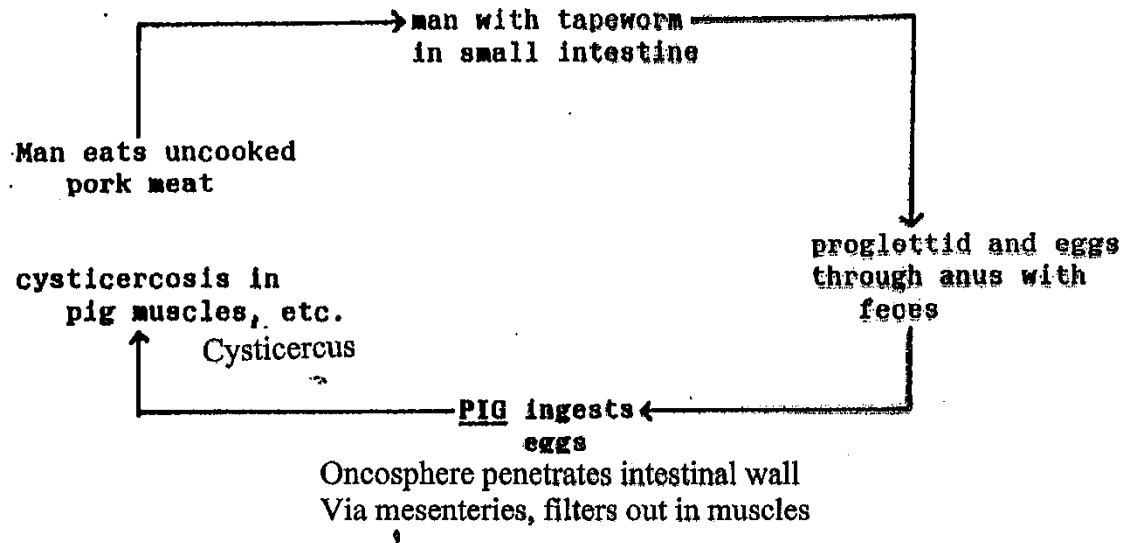 man with tapeworm
in small intestine
Man eats uncooked
pork meat
proglottid and eggs
through anus with
feces
cysticercosis in
pig muscles, etc.
Cysticercus
PIG ingests
eggs
Oncosphere penetrates intestinal wall
Via mesenteries, filters out in muscles